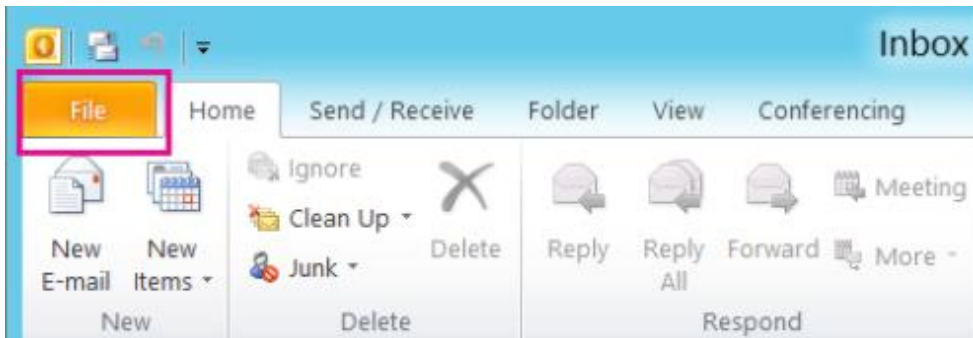 Inbox
File Home Send / Receive Folder View Conferencing
Ignore
Clean Up
Junk
Delete
New E-mail
New Items
Reply
Reply All
Forward
Meeting
More
New Delete Respond